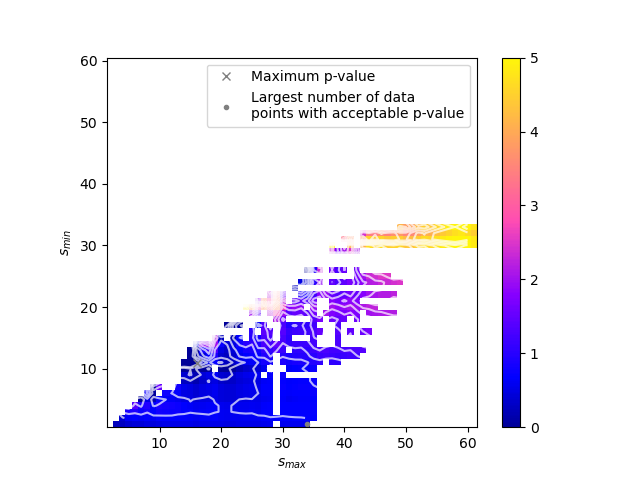 Maximum p-value
Largest number of data
points with acceptable p-value
60
50
40
30
20
10
s_min
10 20 30 40 50 60
s_max
5
4
3
2
1
0